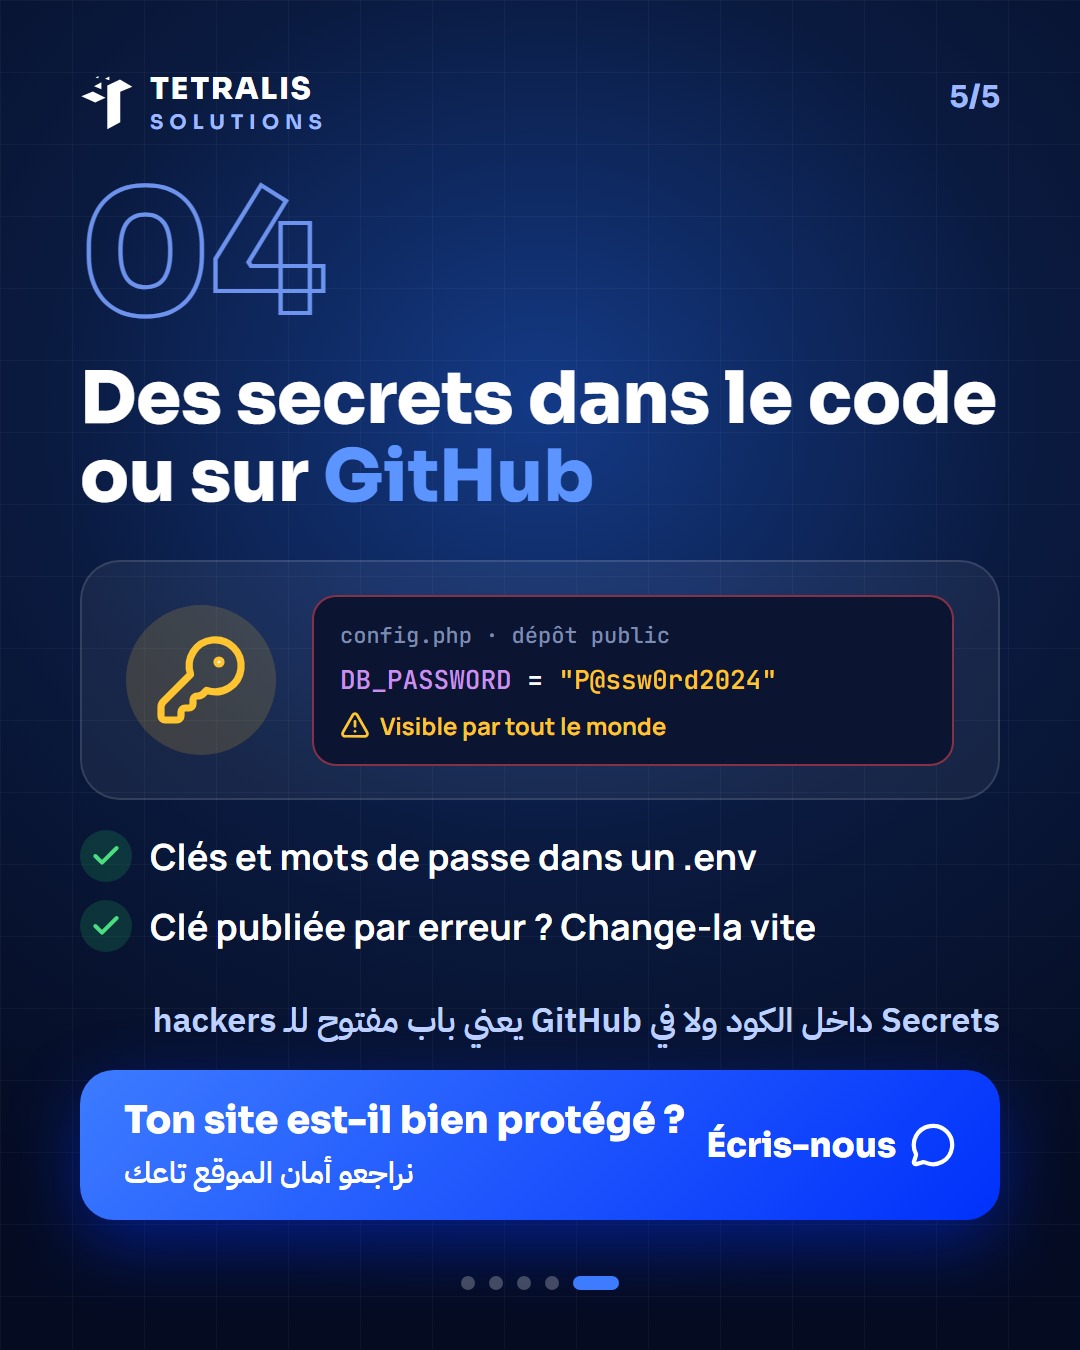 TETRALIS
SOLUTIONS
5/5
04
Des secrets dans le code
ou sur GitHub
config.php · dépôt public
DB_PASSWORD = "P@ssw0rd2024"
Visible par tout le monde
Clés et mots de passe dans un .env
Clé publiée par erreur ? Change-la vite
Secrets داخل الكود ولا في GitHub يعني باب مفتوح للـ hackers
Ton site est-il bien protégé ?
نراجعو أمان الموقع تاعك
Écris-nous